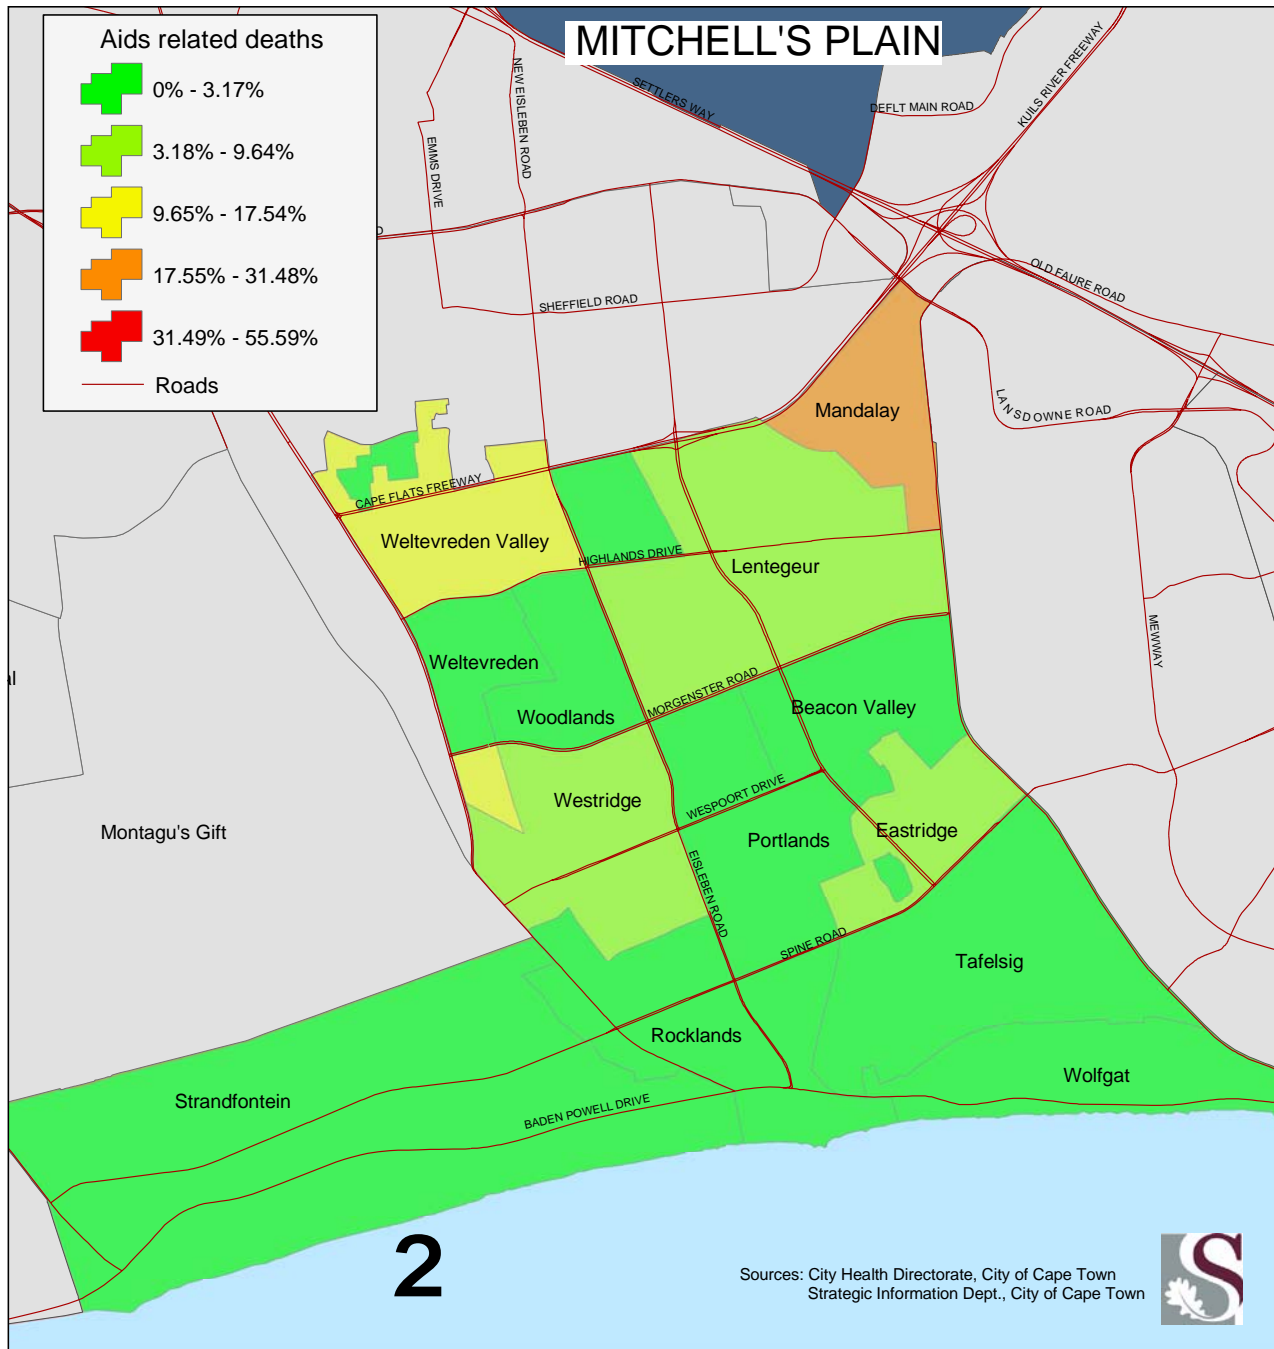 MITCHELL'S PLAIN
Aids related deaths
0% - 3.17%
3.18% - 9.64%
9.65% - 17.54%
17.55% - 31.48%
31.49% - 55.59%
Roads
NEW EISLEBEN ROAD
EMMS DRIVE
SETTLERS WAY
DEFLT MAIN ROAD
KUILS RIVER FREEWAY
D
SHEFFIELD ROAD
OLD FAURE ROAD
LANSDOWNE ROAD
Mandalay
CAPE FLATS FREEWAY
Weltevreden Valley
HIGHLANDS DRIVE
Lentegeur
MEWWAY
Weltevreden
al
MORGENSTER ROAD
Woodlands
Beacon Valley
WESPOORT DRIVE
Westridge
Montagu's Gift
Portlands
Eastridge
EISLEBEN ROAD
SPINE ROAD
Tafelsig
Rocklands
Wolfgat
Strandfontein
BADEN POWELL DRIVE
2
Sources: City Health Directorate, City of Cape Town
Strategic Information Dept., City of Cape Town
S